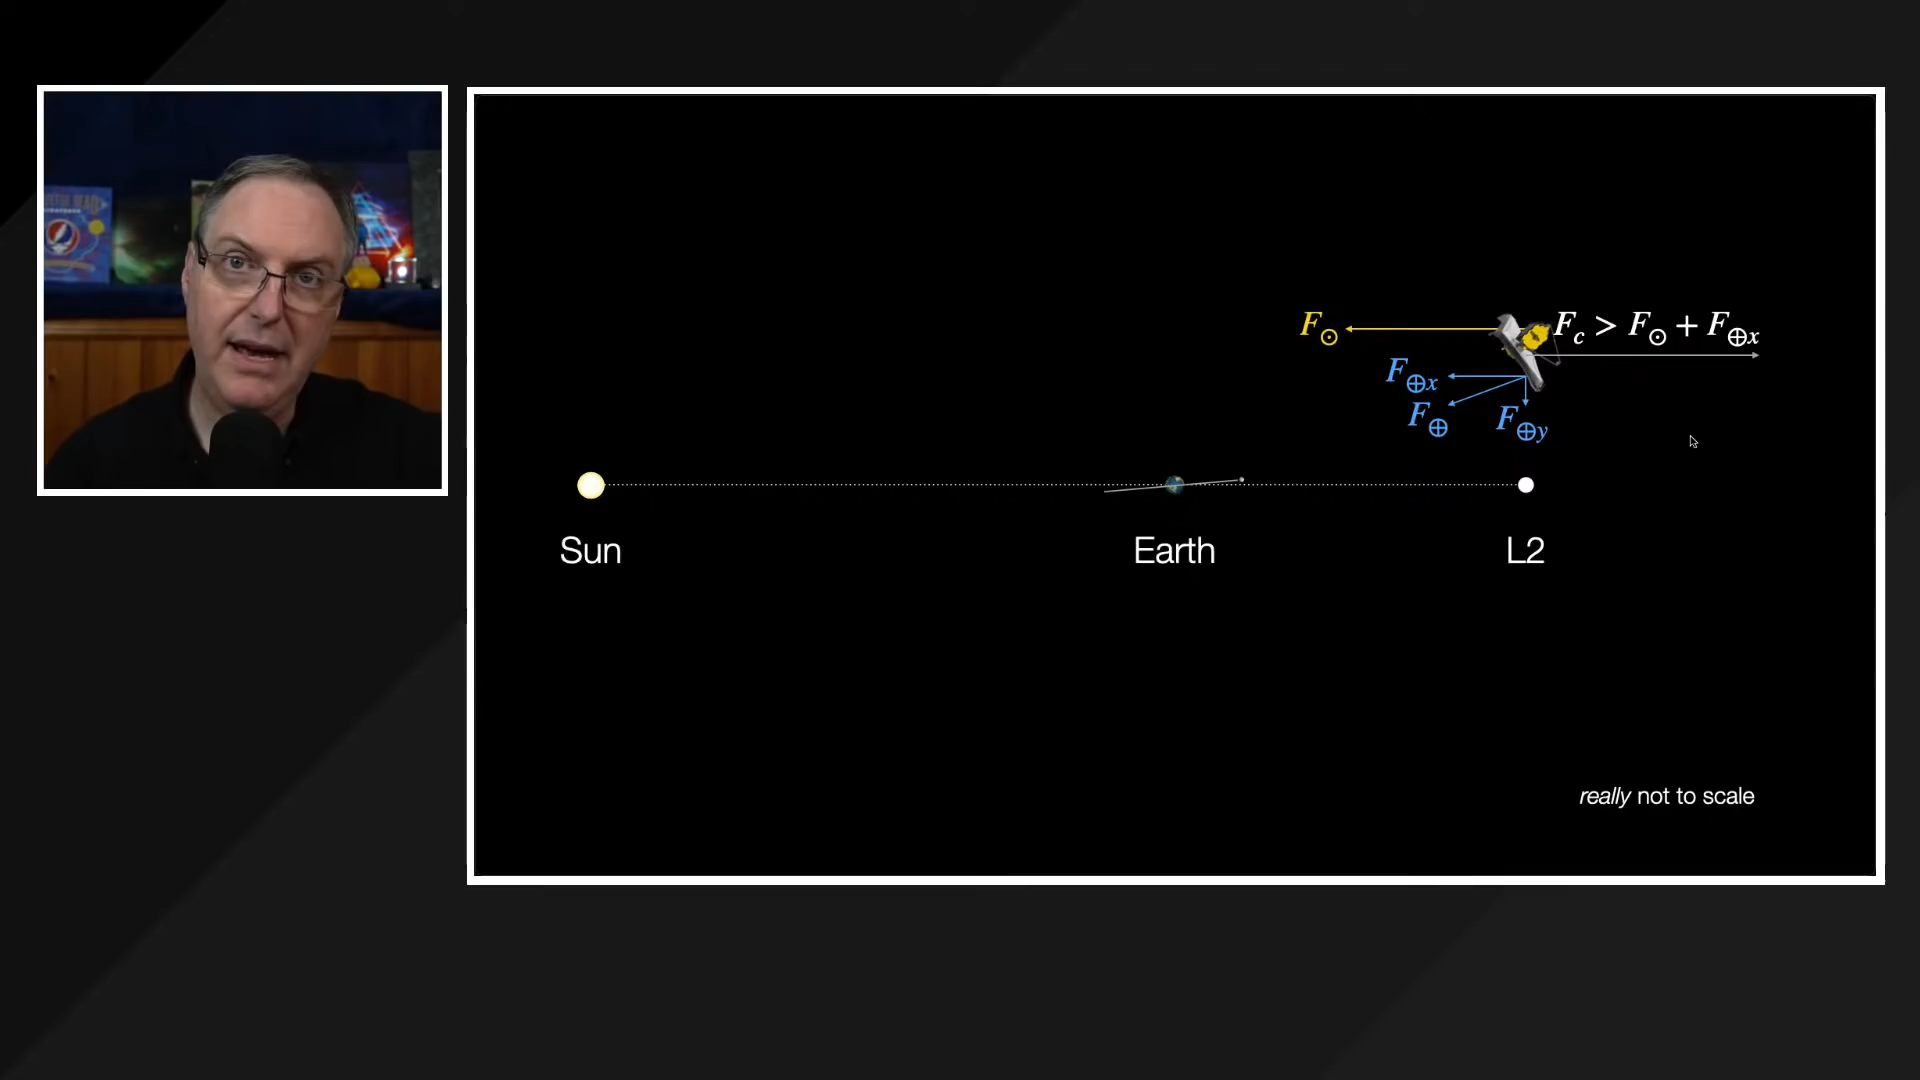 F⊙
F_c > F⊙ + F⊕x
F⊕x
F⊕
F⊕y
Sun
Earth
L2
really not to scale